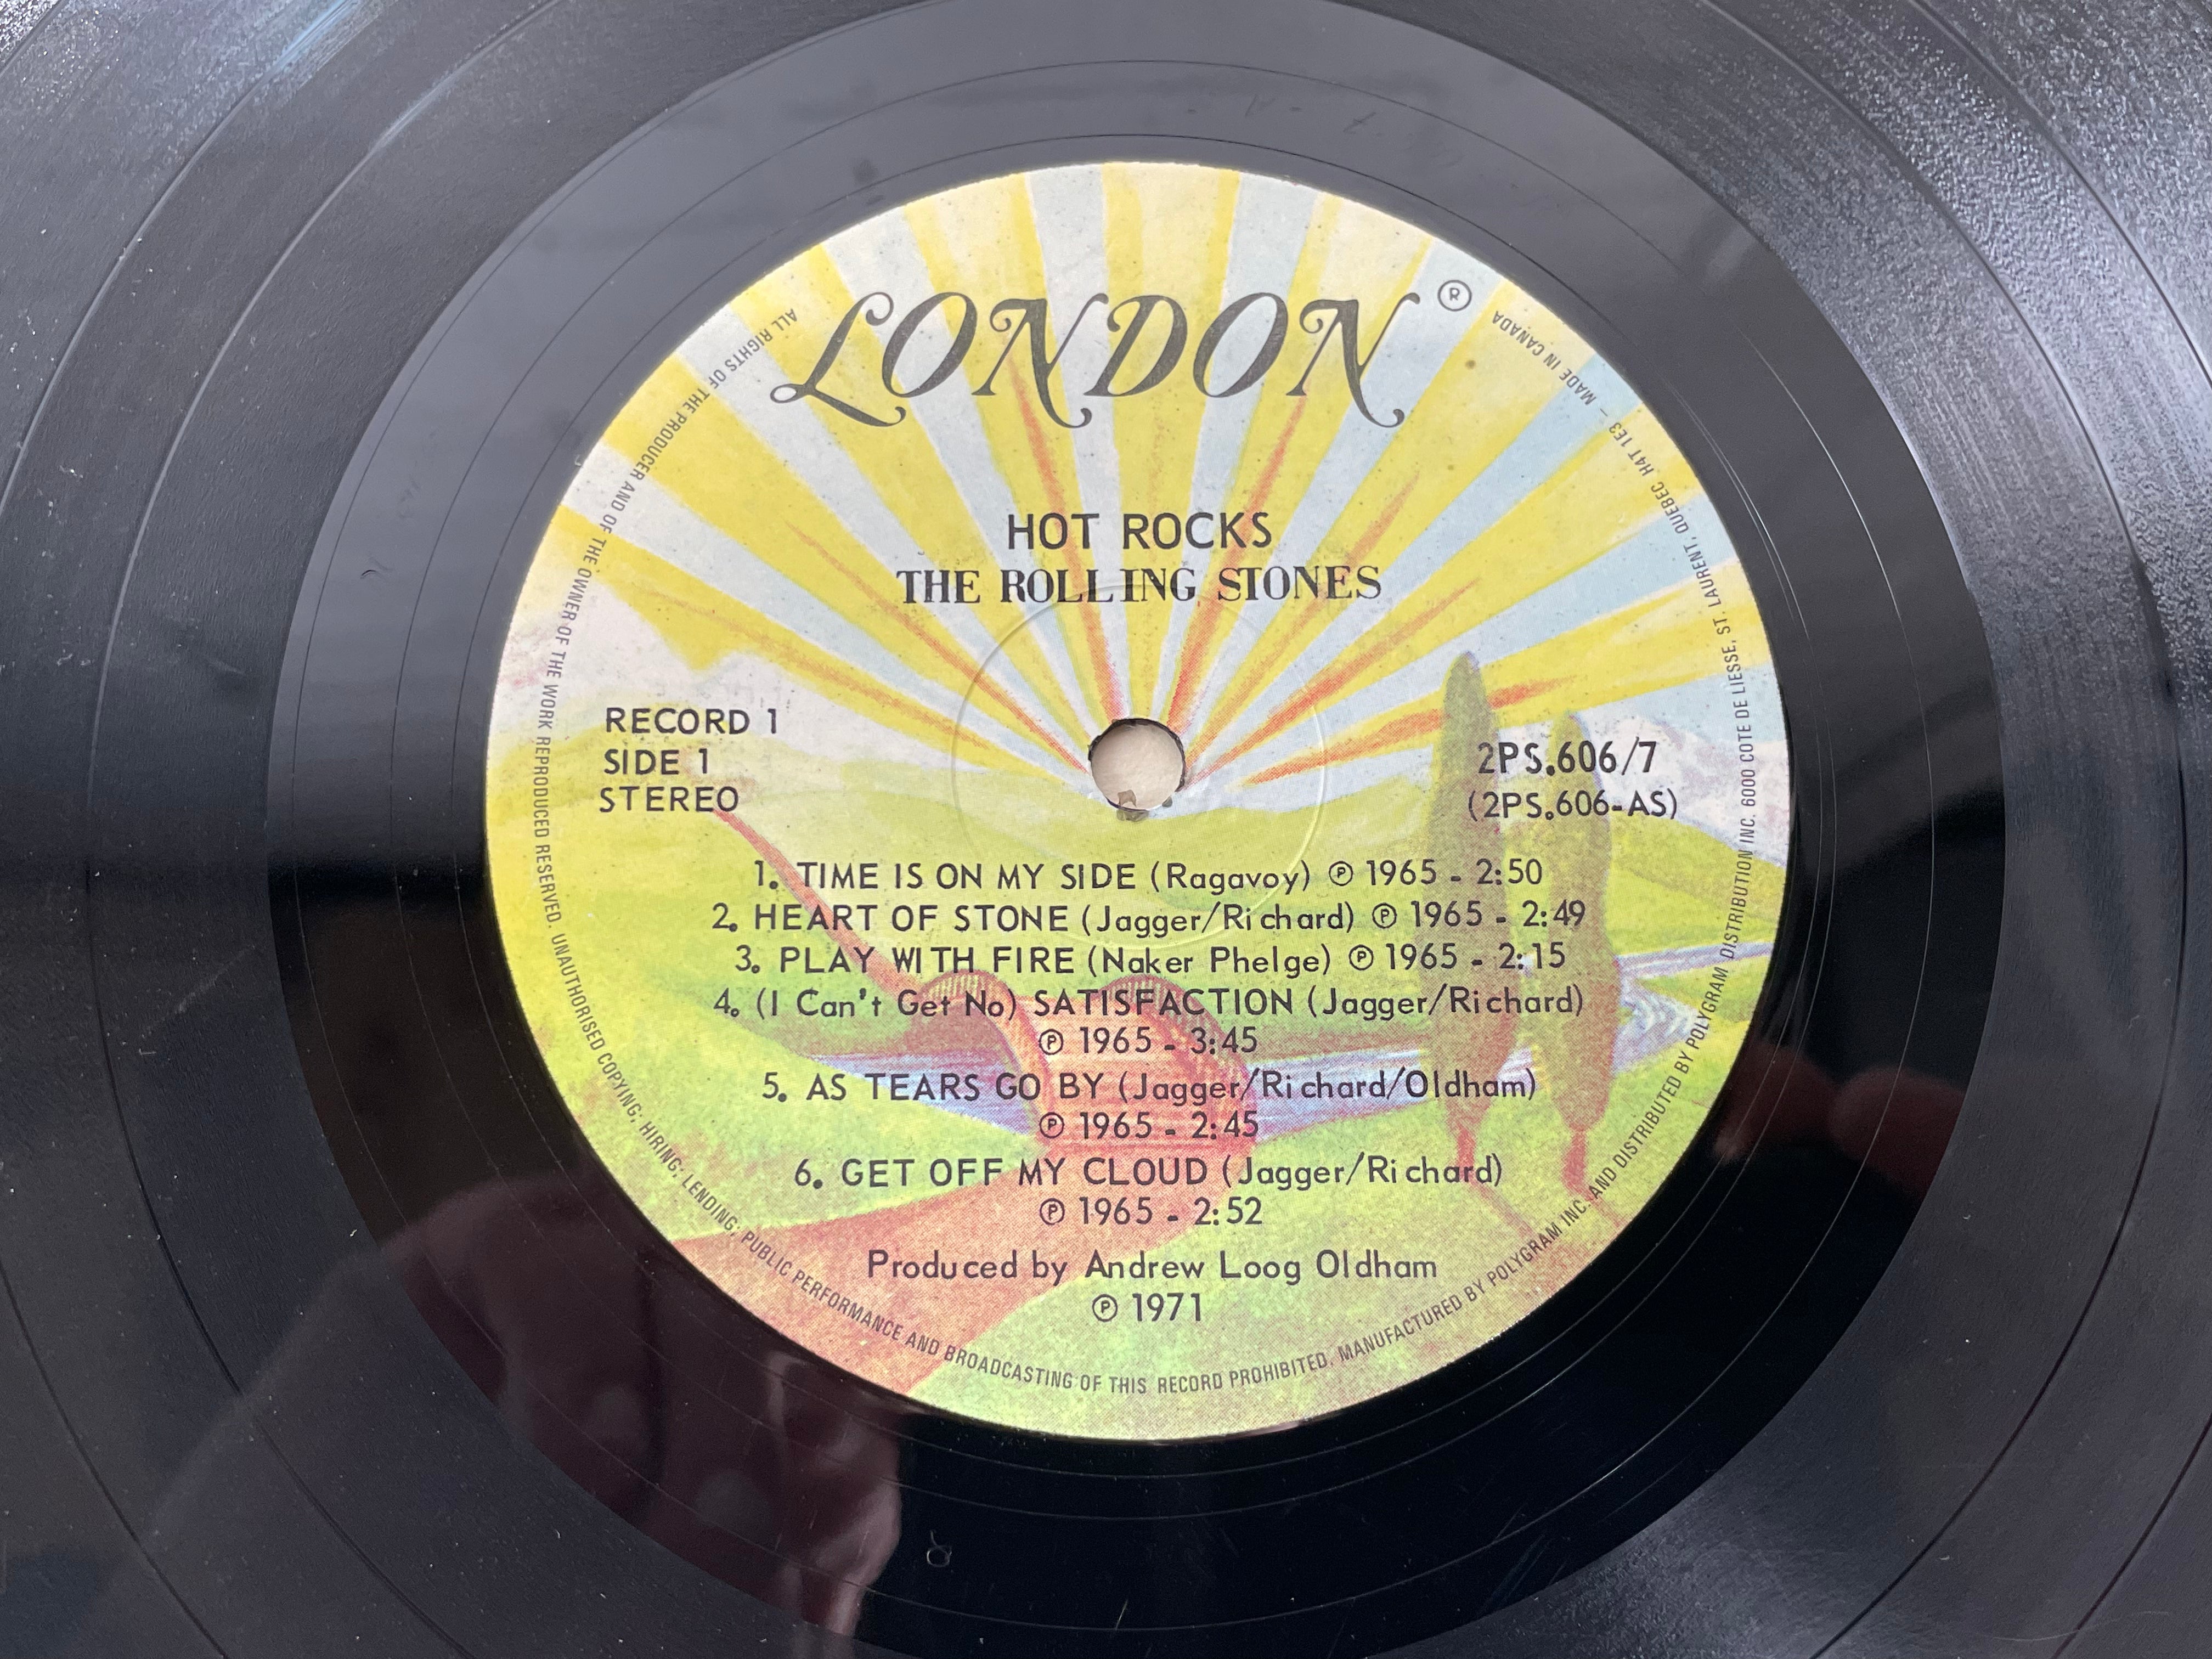 LONDON ®
HOT ROCKS
THE ROLLING STONES
RECORD 1
SIDE 1
STEREO
2PS.606/7
(2PS.606-AS)
1. TIME IS ON MY SIDE (Ragavoy) ℗ 1965 - 2:50
2. HEART OF STONE (Jagger/Richard) ℗ 1965 - 2:49
3. PLAY WITH FIRE (Naker Phelge) ℗ 1965 - 2:15
4. (I Can't Get No) SATISFACTION (Jagger/Richard)
℗ 1965 - 3:45
5. AS TEARS GO BY (Jagger/Richard/Oldham)
℗ 1965 - 2:45
6. GET OFF MY CLOUD (Jagger/Richard)
℗ 1965 - 2:52
Produced by Andrew Loog Oldham
℗ 1971
ALL RIGHTS OF THE PRODUCER AND OF THE OWNER OF THE WORK REPRODUCED RESERVED. UNAUTHORISED COPYING; HIRING; LENDING; PUBLIC PERFORMANCE AND BROADCASTING OF THIS RECORD PROHIBITED. MANUFACTURED BY POLYGRAM INC. AND DISTRIBUTED BY POLYGRAM DISTRIBUTION INC. 6000 COTE DE LIESSE, ST. LAURENT, QUEBEC H4T 1E3 – MADE IN CANADA